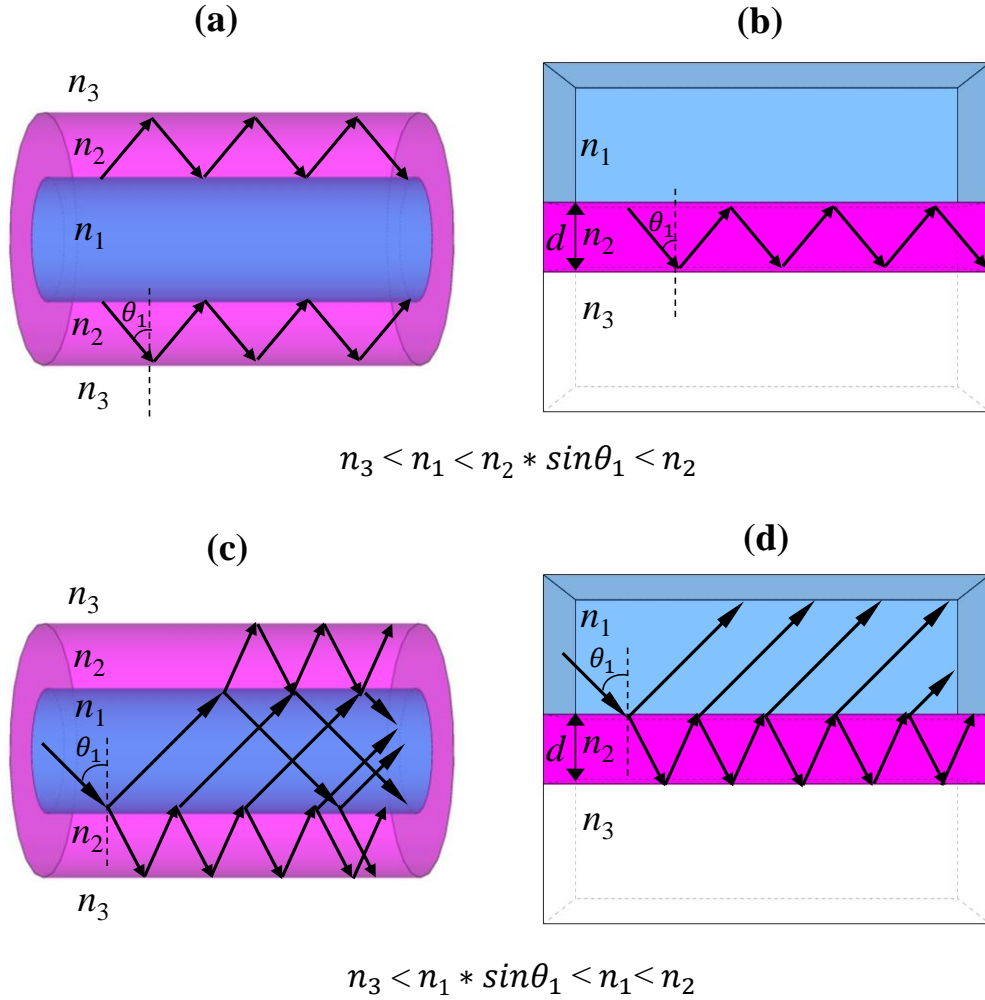 (a)
n₃
n₂
n₁
n₂
θ₁
n₃
(b)
n₁
θ₁
d
n₂
n₃
n₃ < n₁ < n₂ * sinθ₁ < n₂
(c)
n₃
n₂
n₁
θ₁
n₂
n₃
(d)
n₁
θ₁
d
n₂
n₃
n₃ < n₁ * sinθ₁ < n₁ < n₂